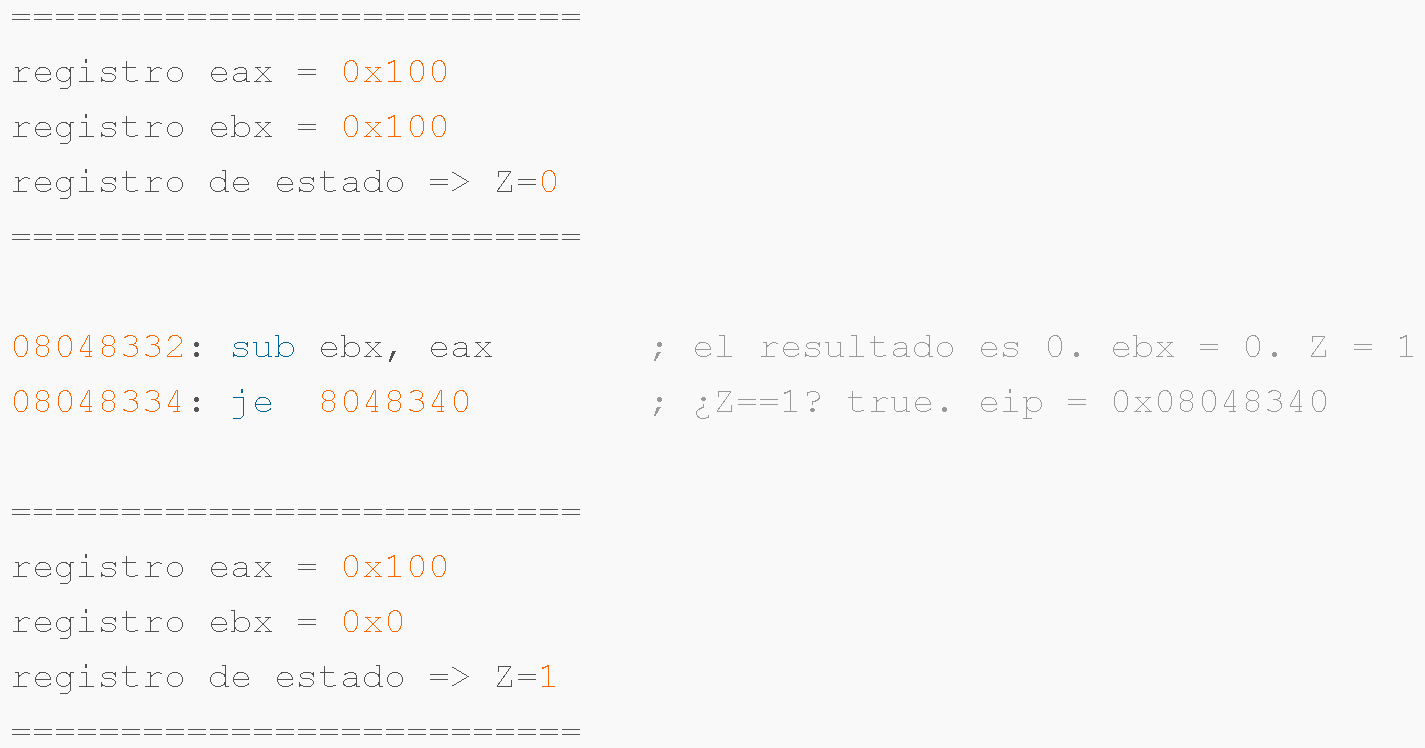 ==========================
registro eax = 0x100
registro ebx = 0x100
registro de estado => Z=0
==========================
08048332: sub ebx, eax ; el resultado es 0. ebx = 0. Z = 1
08048334: je 8048340 ; ¿Z==1? true. eip = 0x08048340
==========================
registro eax = 0x100
registro ebx = 0x0
registro de estado => Z=1
==========================